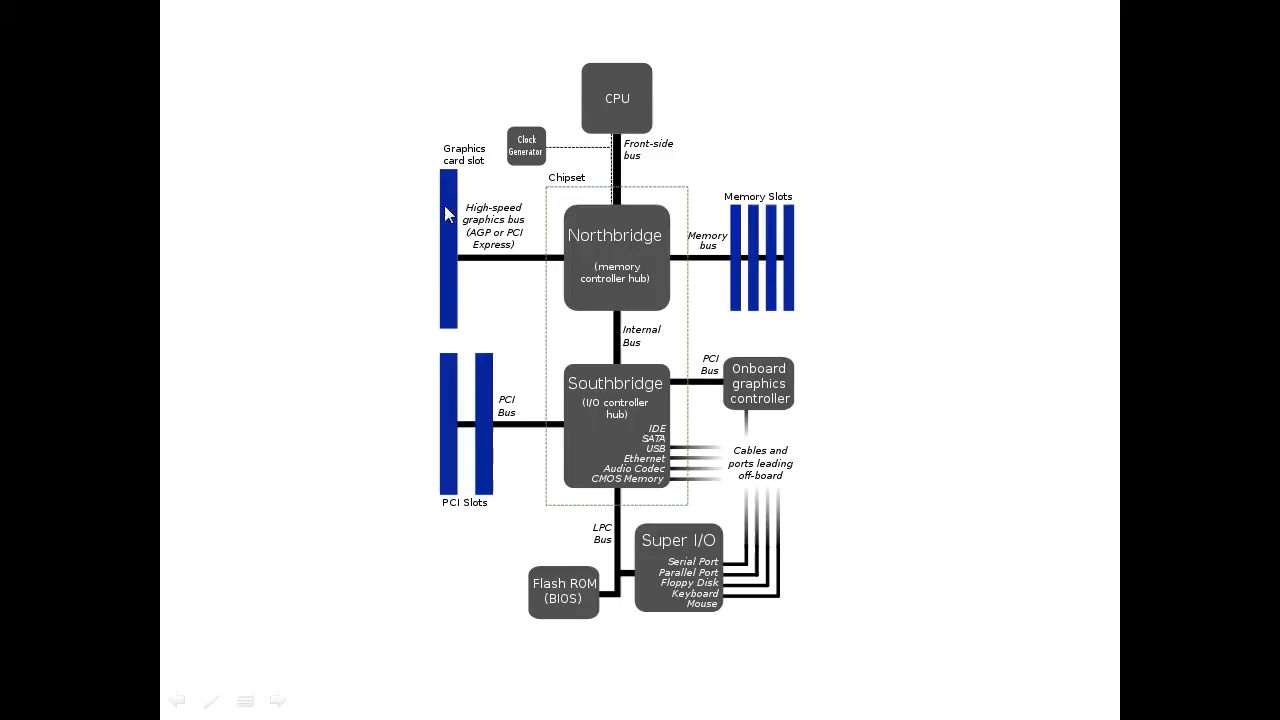 CPU
Clock
Generator
Front-side
bus
Graphics
card slot
Chipset
High-speed
graphics bus
(AGP or PCI
Express)
Northbridge
(memory
controller hub)
Memory
bus
Memory Slots
Internal
Bus
Southbridge
(I/O controller
hub)
IDE
SATA
USB
Ethernet
Audio Codec
CMOS Memory
PCI
Bus
PCI Slots
PCI
Bus
Onboard
graphics
controller
Cables and
ports leading
off-board
LPC
Bus
Super I/O
Serial Port
Parallel Port
Floppy Disk
Keyboard
Mouse
Flash ROM
(BIOS)